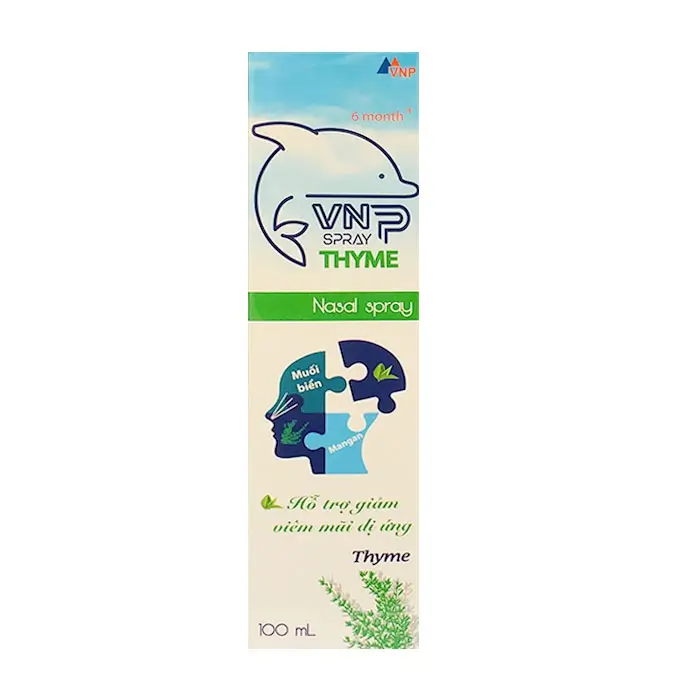 VNP
6 month⁺
VNP
SPRAY
THYME
Nasal spray
Muối
biển
Mangan
Hỗ trợ giảm
viêm mũi dị ứng
Thyme
100 mL